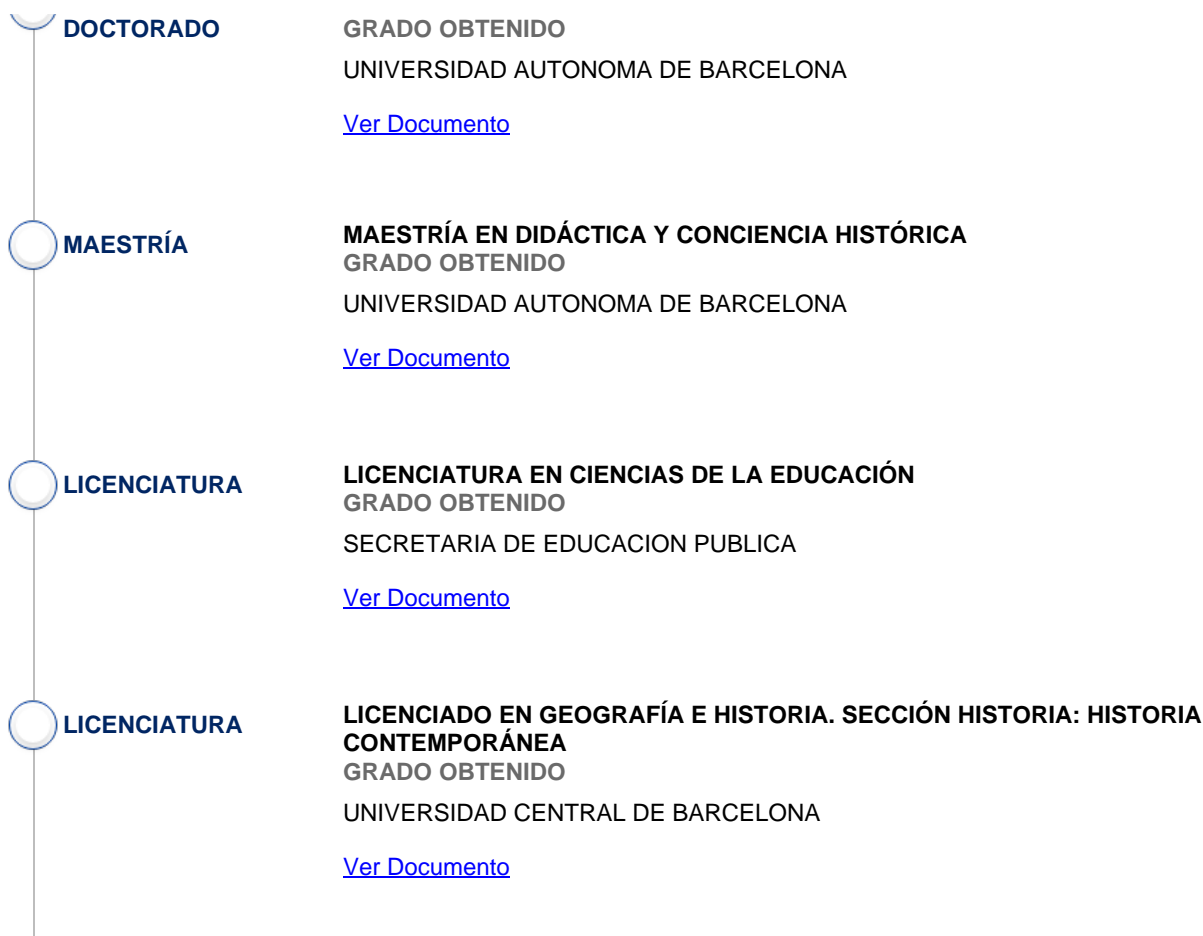 DOCTORADO
GRADO OBTENIDO
UNIVERSIDAD AUTONOMA DE BARCELONA
Ver Documento
MAESTRÍA
MAESTRÍA EN DIDÁCTICA Y CONCIENCIA HISTÓRICA
GRADO OBTENIDO
UNIVERSIDAD AUTONOMA DE BARCELONA
Ver Documento
LICENCIATURA
LICENCIATURA EN CIENCIAS DE LA EDUCACIÓN
GRADO OBTENIDO
SECRETARIA DE EDUCACION PUBLICA
Ver Documento
LICENCIATURA
LICENCIADO EN GEOGRAFÍA E HISTORIA. SECCIÓN HISTORIA: HISTORIA
CONTEMPORÁNEA
GRADO OBTENIDO
UNIVERSIDAD CENTRAL DE BARCELONA
Ver Documento